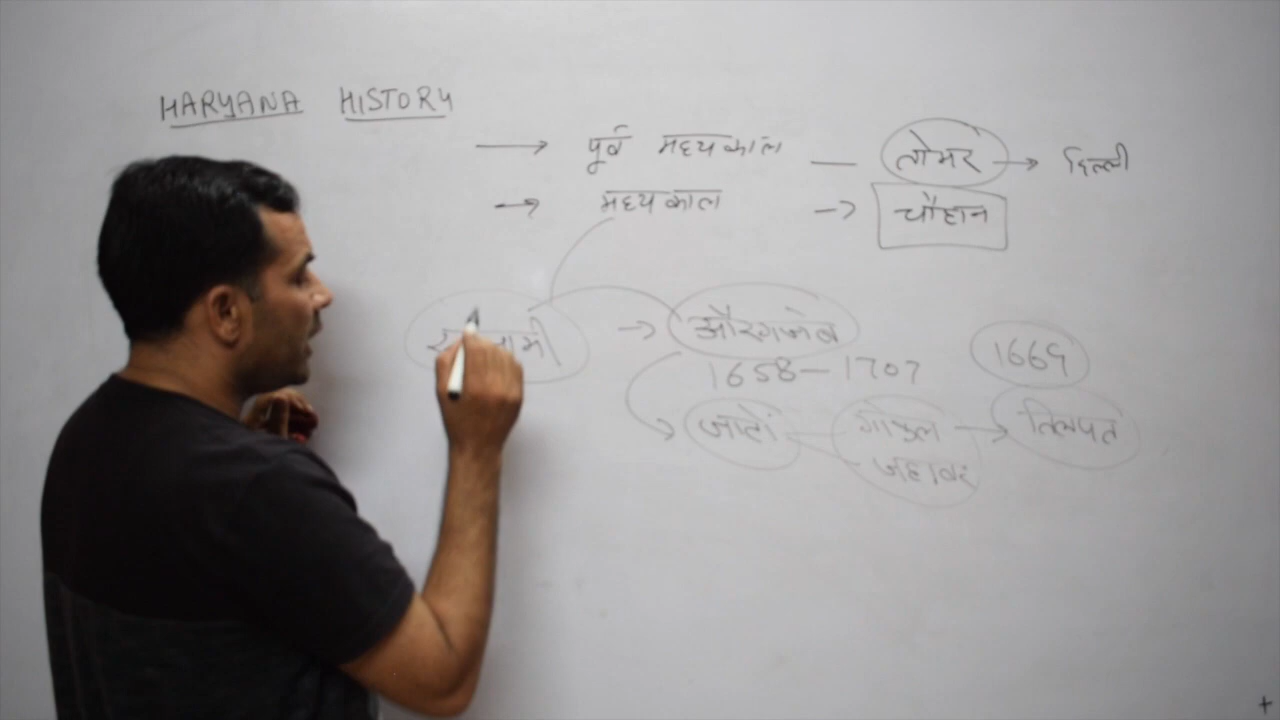 HARYANA HISTORY
→ पूर्व मध्यकाल — तोमर → दिल्ली
→ मध्यकाल → चौहान
→ औरंगजेब
1658 – 1707
1669
जाटों गोकुल → तिलपत